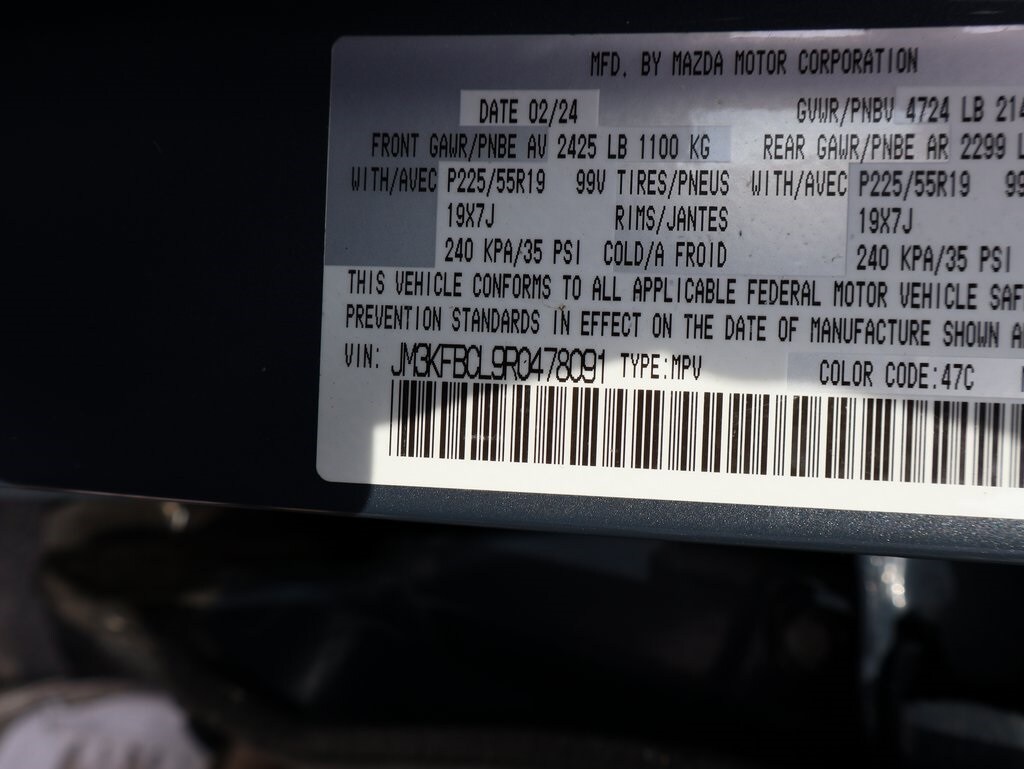 MFD. BY MAZDA MOTOR CORPORATION
DATE 02/24 GVWR/PNBV 4724 LB 214
FRONT GAWR/PNBE AV 2425 LB 1100 KG REAR GAWR/PNBE AR 2299 L
WITH/AVEC P225/55R19 99V TIRES/PNEUS WITH/AVEC P225/55R19 99
19X7J RIMS/JANTES 19X7J
240 KPA/35 PSI COLD/A FROID 240 KPA/35 PSI
THIS VEHICLE CONFORMS TO ALL APPLICABLE FEDERAL MOTOR VEHICLE SAF
PREVENTION STANDARDS IN EFFECT ON THE DATE OF MANUFACTURE SHOWN A
VIN: JM3KFBCL9R0478091 TYPE:MPV COLOR CODE:47C